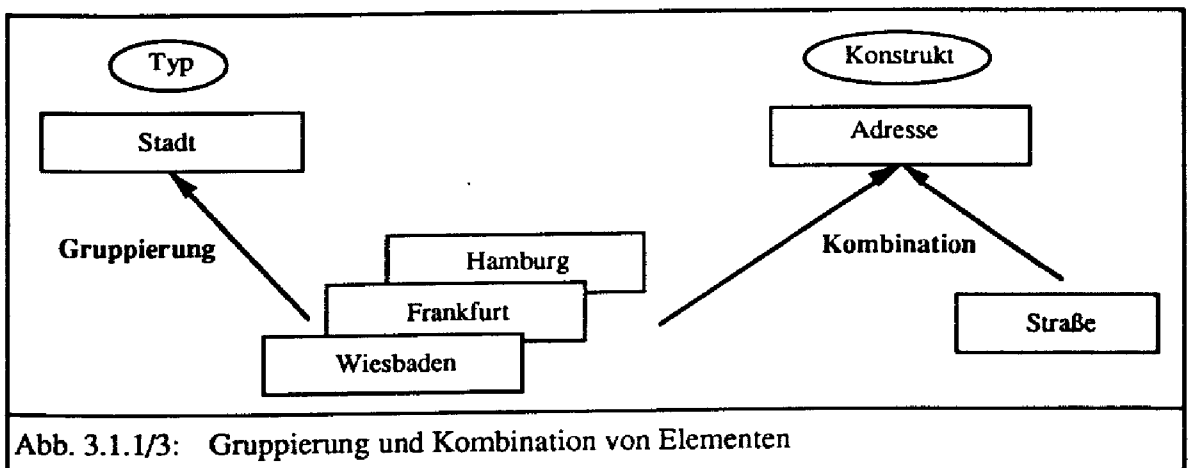 Typ
Konstrukt
Stadt
Adresse
Gruppierung
Kombination
Hamburg
Frankfurt
Wiesbaden
Straße
Abb. 3.1.1/3: Gruppierung und Kombination von Elementen